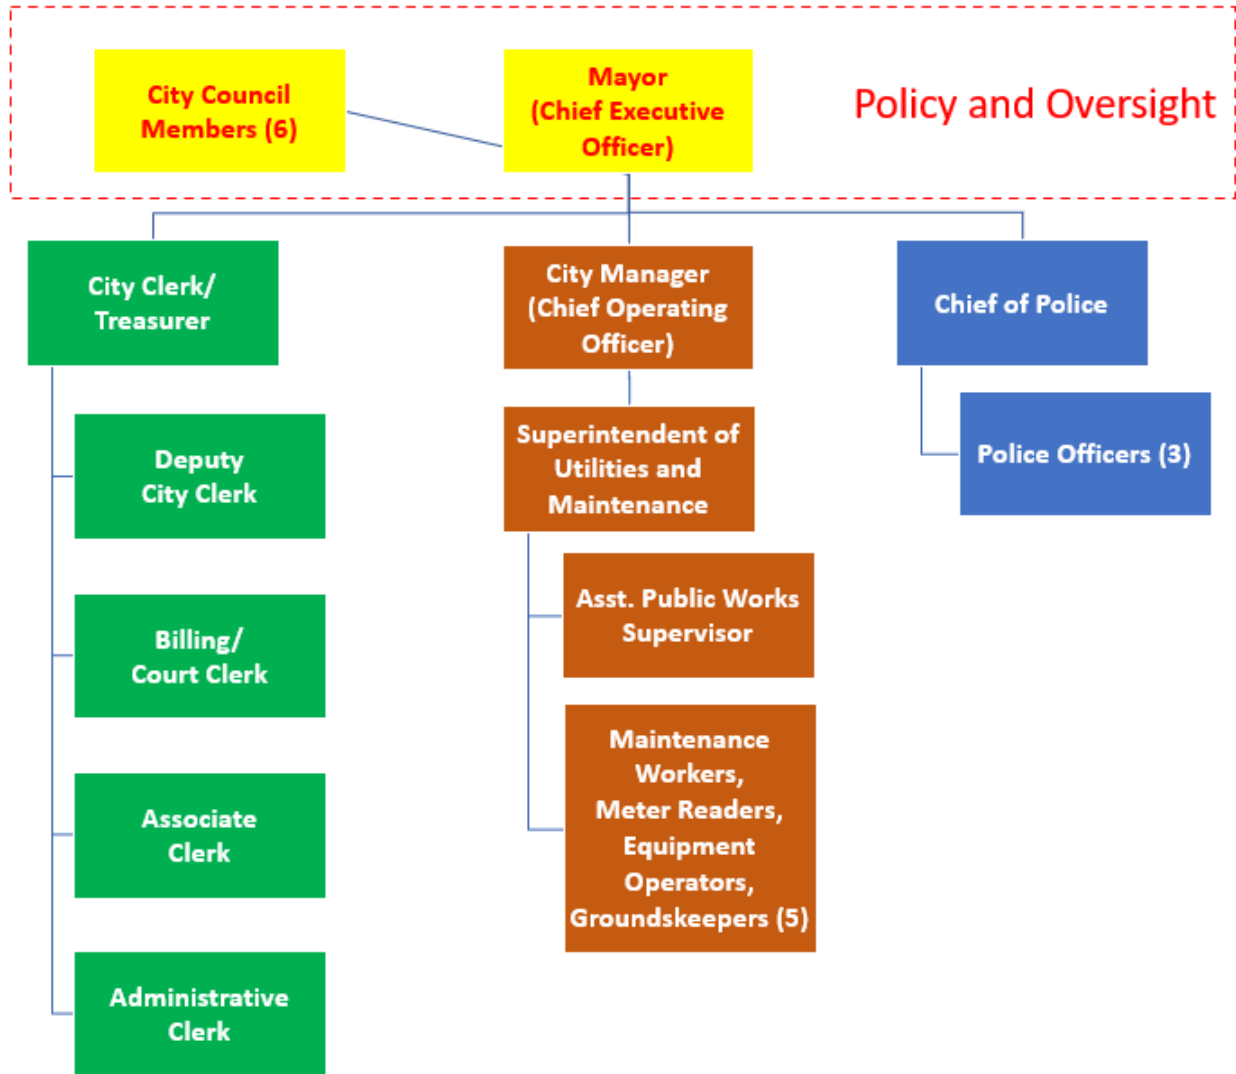 City Council
Members (6)
Mayor
(Chief Executive
Officer)
Policy and Oversight
City Clerk/
Treasurer
City Manager
(Chief Operating
Officer)
Chief of Police
Deputy
City Clerk
Superintendent of
Utilities and
Maintenance
Police Officers (3)
Billing/
Court Clerk
Asst. Public Works
Supervisor
Associate
Clerk
Maintenance
Workers,
Meter Readers,
Equipment
Operators,
Groundskeepers (5)
Administrative
Clerk